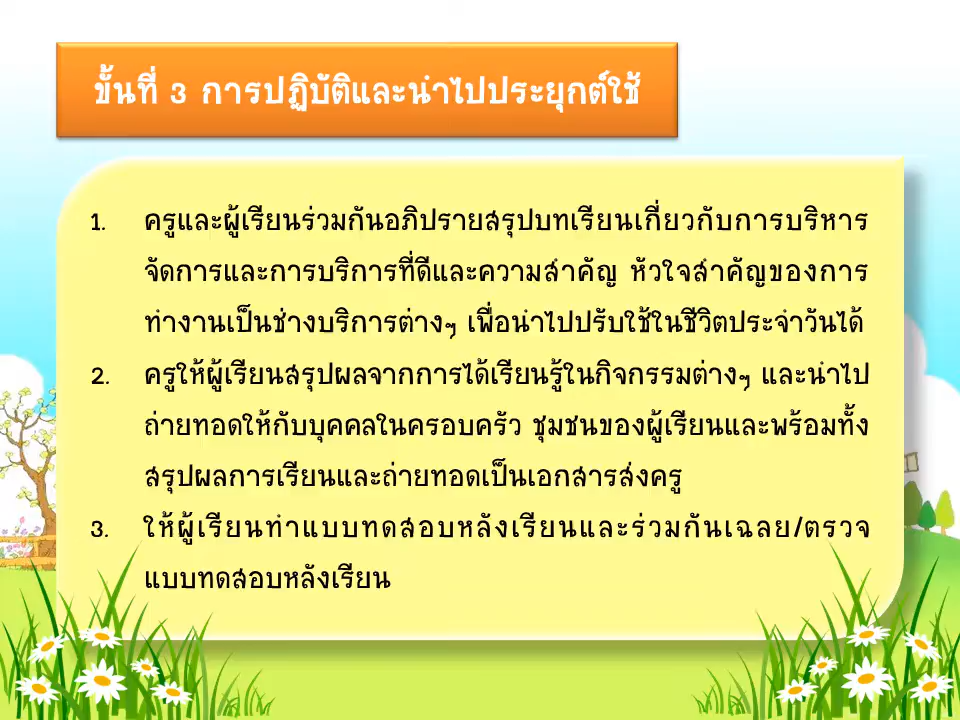 ขั้นที่ 3 การปฏิบัติและนำไปประยุกต์ใช้
1. ครูและผู้เรียนร่วมกันอภิปรายสรุปบทเรียนเกี่ยวกับการบริหาร
จัดการและการบริการที่ดีและความสำคัญ หัวใจสำคัญของการ
ทำงานเป็นช่างบริการต่างๆ เพื่อนำไปปรับใช้ในชีวิตประจำวันได้
2. ครูให้ผู้เรียนสรุปผลจากการได้เรียนรู้ในกิจกรรมต่างๆ และนำไป
ถ่ายทอดให้กับบุคคลในครอบครัว ชุมชนของผู้เรียนและพร้อมทั้ง
สรุปผลการเรียนและถ่ายทอดเป็นเอกสารส่งครู
3. ให้ผู้เรียนทำแบบทดสอบหลังเรียนและร่วมกันเฉลย/ตรวจ
แบบทดสอบหลังเรียน